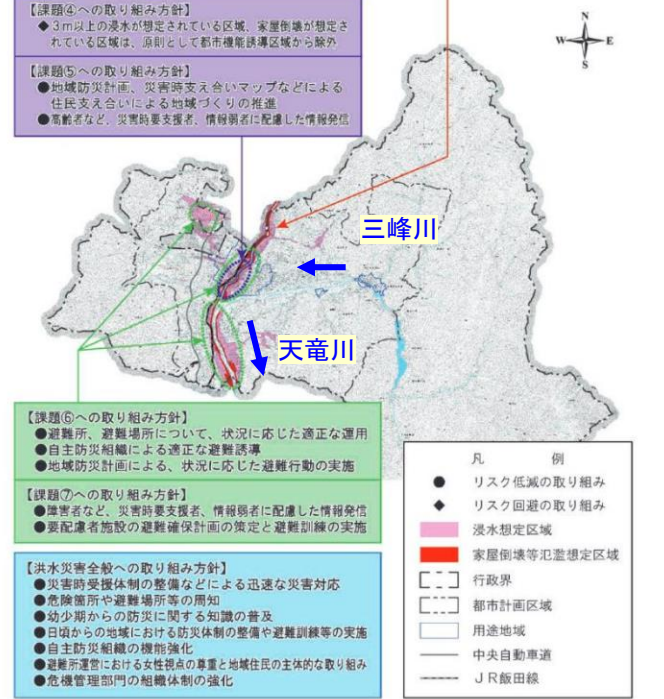 【課題④への取り組み方針】
◆3m以上の浸水が想定されている区域、家屋倒壊が想定さ
れている区域は、原則として都市機能誘導区域から除外
【課題⑤への取り組み方針】
●地域防災計画、災害時支え合いマップなどによる
住民支え合いによる地域づくりの推進
●高齢者など、災害時要支援者、情報弱者に配慮した情報発信
N
W
E
S
三峰川
天竜川
【課題⑥への取り組み方針】
●避難所、避難場所について、状況に応じた適正な運用
●自主防災組織による適正な避難誘導
●地域防災計画による、状況に応じた避難行動の実施
【課題⑦への取り組み方針】
●障害者など、災害時要支援者、情報弱者に配慮した情報発信
●要配慮者施設の避難確保計画の策定と避難訓練の実施
【洪水災害全般への取り組み方針】
●災害時受援体制の整備などによる迅速な災害対応
●危険箇所や避難場所等の周知
●幼少期からの防災に関する知識の普及
●日頃からの地域における防災体制の整備や避難訓練等の実施
●自主防災組織の機能強化
●避難所運営における女性視点の尊重と地域住民の主体的な取り組み
●危機管理部門の組織体制の強化
凡 例
● リスク低減の取り組み
◆ リスク回避の取り組み
浸水想定区域
家屋倒壊等氾濫想定区域
行政界
都市計画区域
用途地域
中央自動車道
JR飯田線